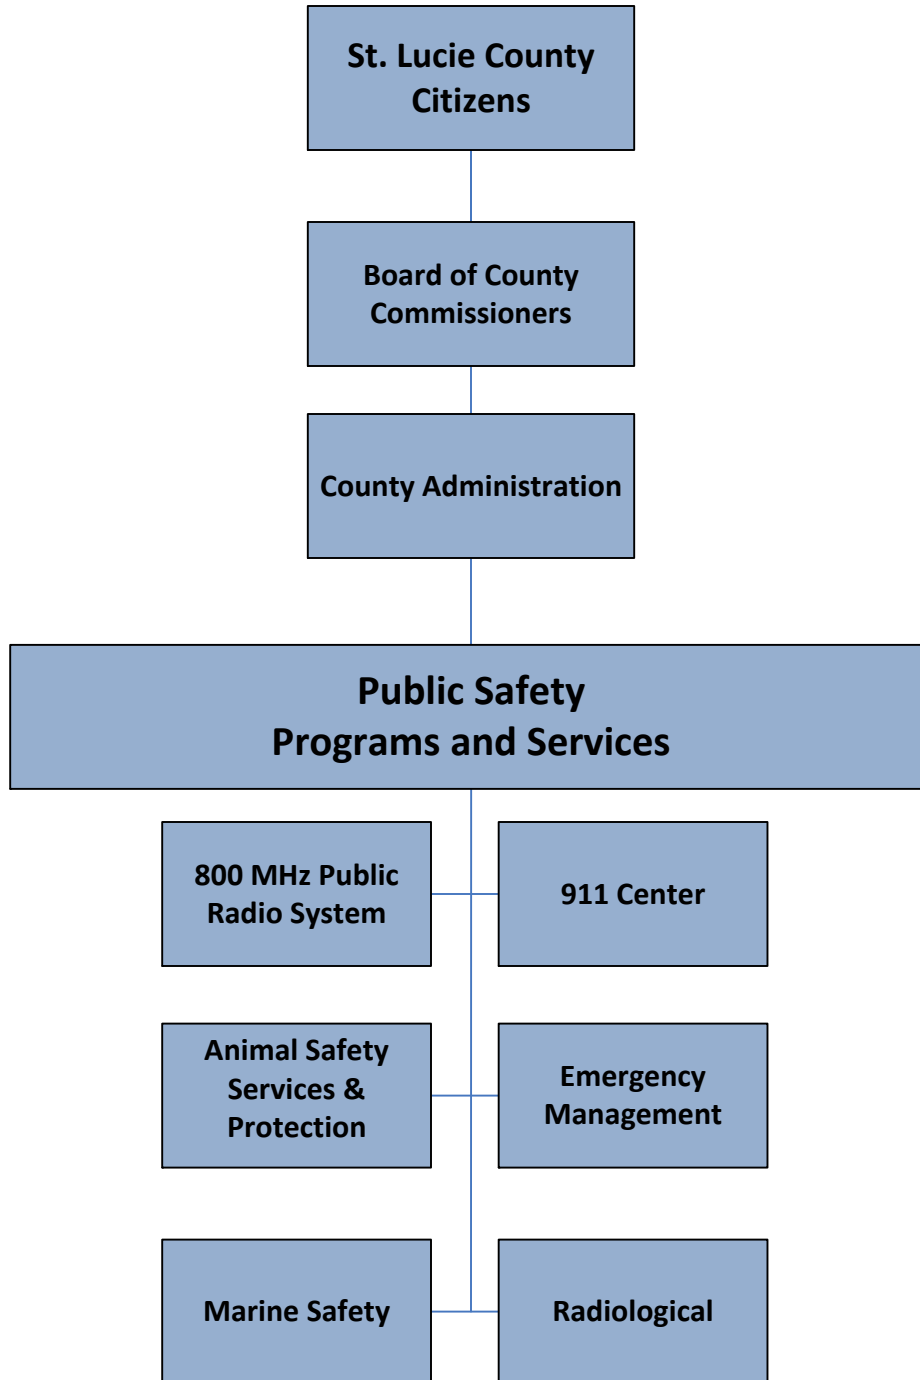 St. Lucie County
Citizens
Board of County
Commissioners
County Administration
Public Safety
Programs and Services
800 MHz Public
Radio System
911 Center
Animal Safety
Services &
Protection
Emergency
Management
Marine Safety
Radiological